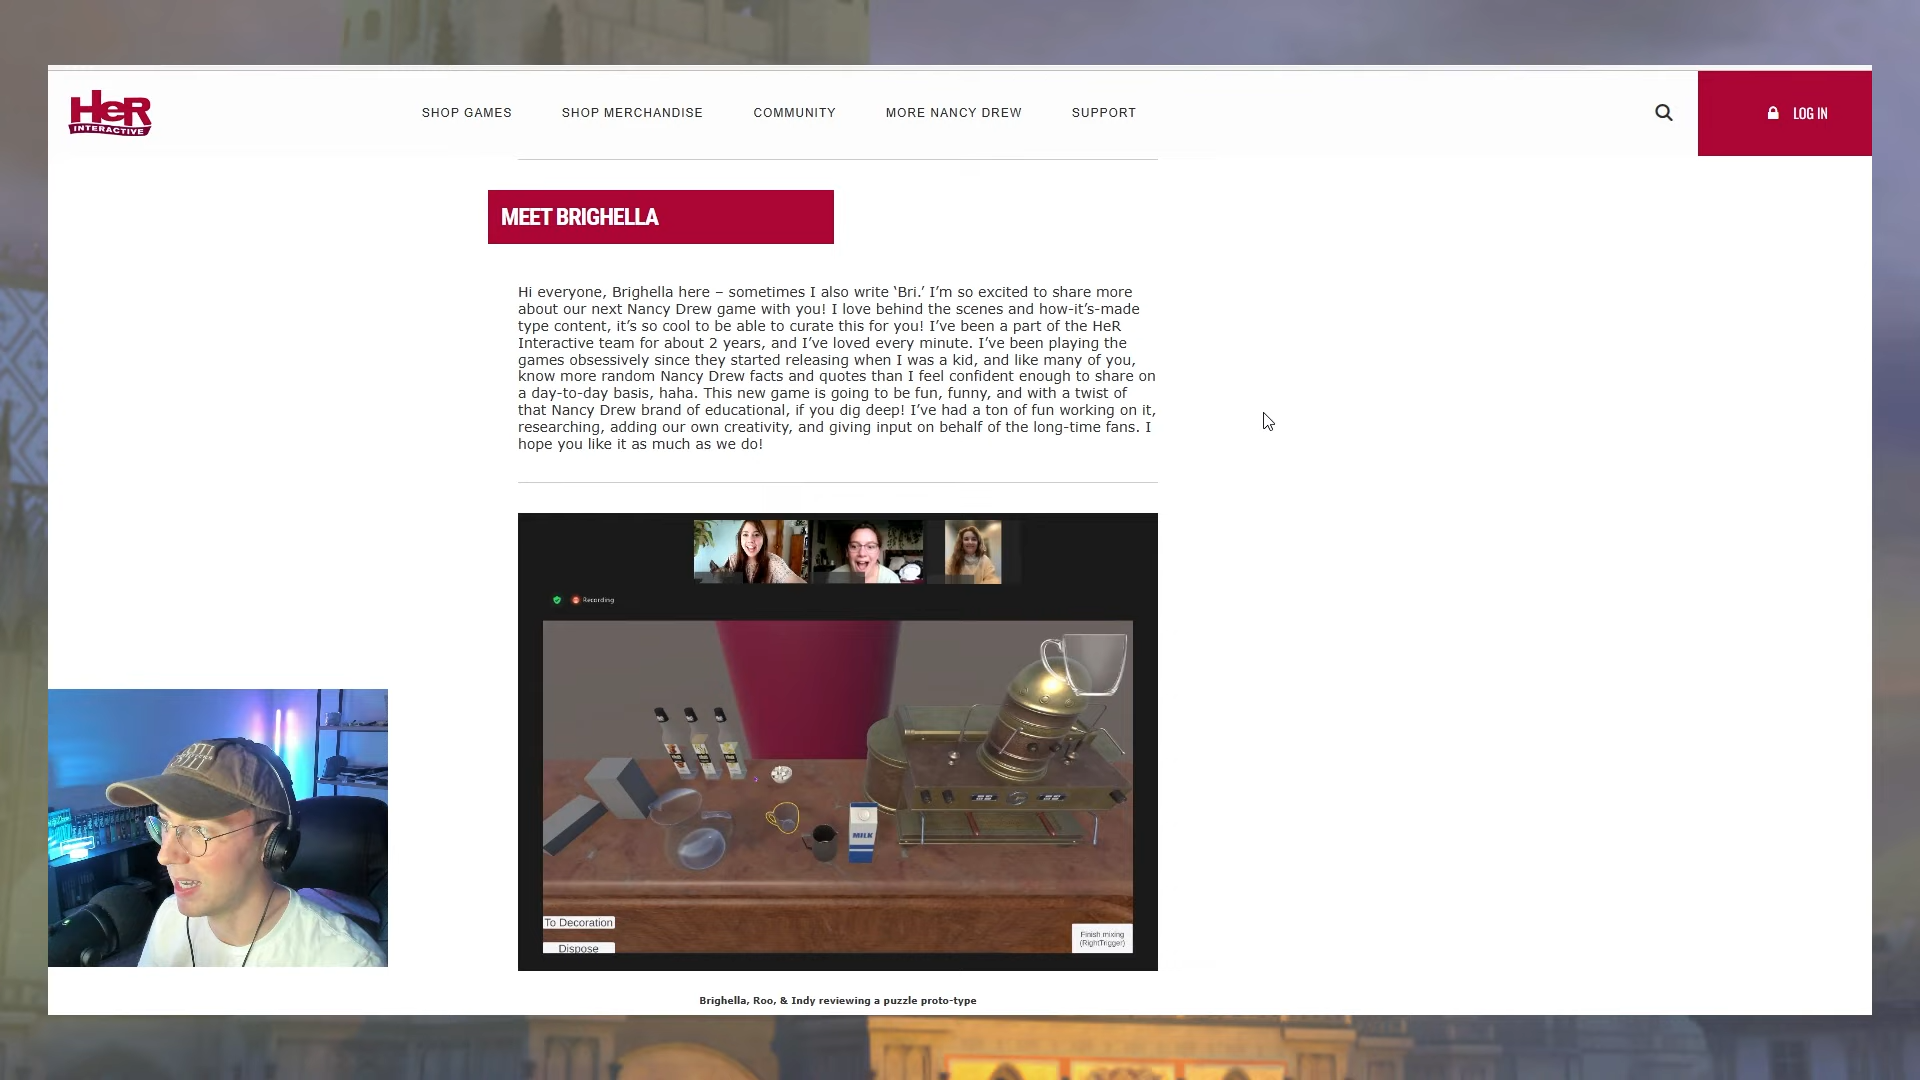 HeR
INTERACTIVE
SHOP GAMES
SHOP MERCHANDISE
COMMUNITY
MORE NANCY DREW
SUPPORT
LOG IN
MEET BRIGHELLA
Hi everyone, Brighella here – sometimes I also write ‘Bri.’ I’m so excited to share more
about our next Nancy Drew game with you! I love behind the scenes and how-it’s-made
type content, it’s so cool to be able to curate this for you! I’ve been a part of the HeR
Interactive team for about 2 years, and I’ve loved every minute. I’ve been playing the
games obsessively since they started releasing when I was a kid, and like many of you,
know more random Nancy Drew facts and quotes than I feel confident enough to share on
a day-to-day basis, haha. This new game is going to be fun, funny, and with a twist of
that Nancy Drew brand of educational, if you dig deep! I’ve had a ton of fun working on it,
researching, adding our own creativity, and giving input on behalf of the long-time fans. I
hope you like it as much as we do!
Recording
MILK
To Decoration
Dispose
Finish mixing
(RightTrigger)
Brighella, Roo, & Indy reviewing a puzzle proto-type